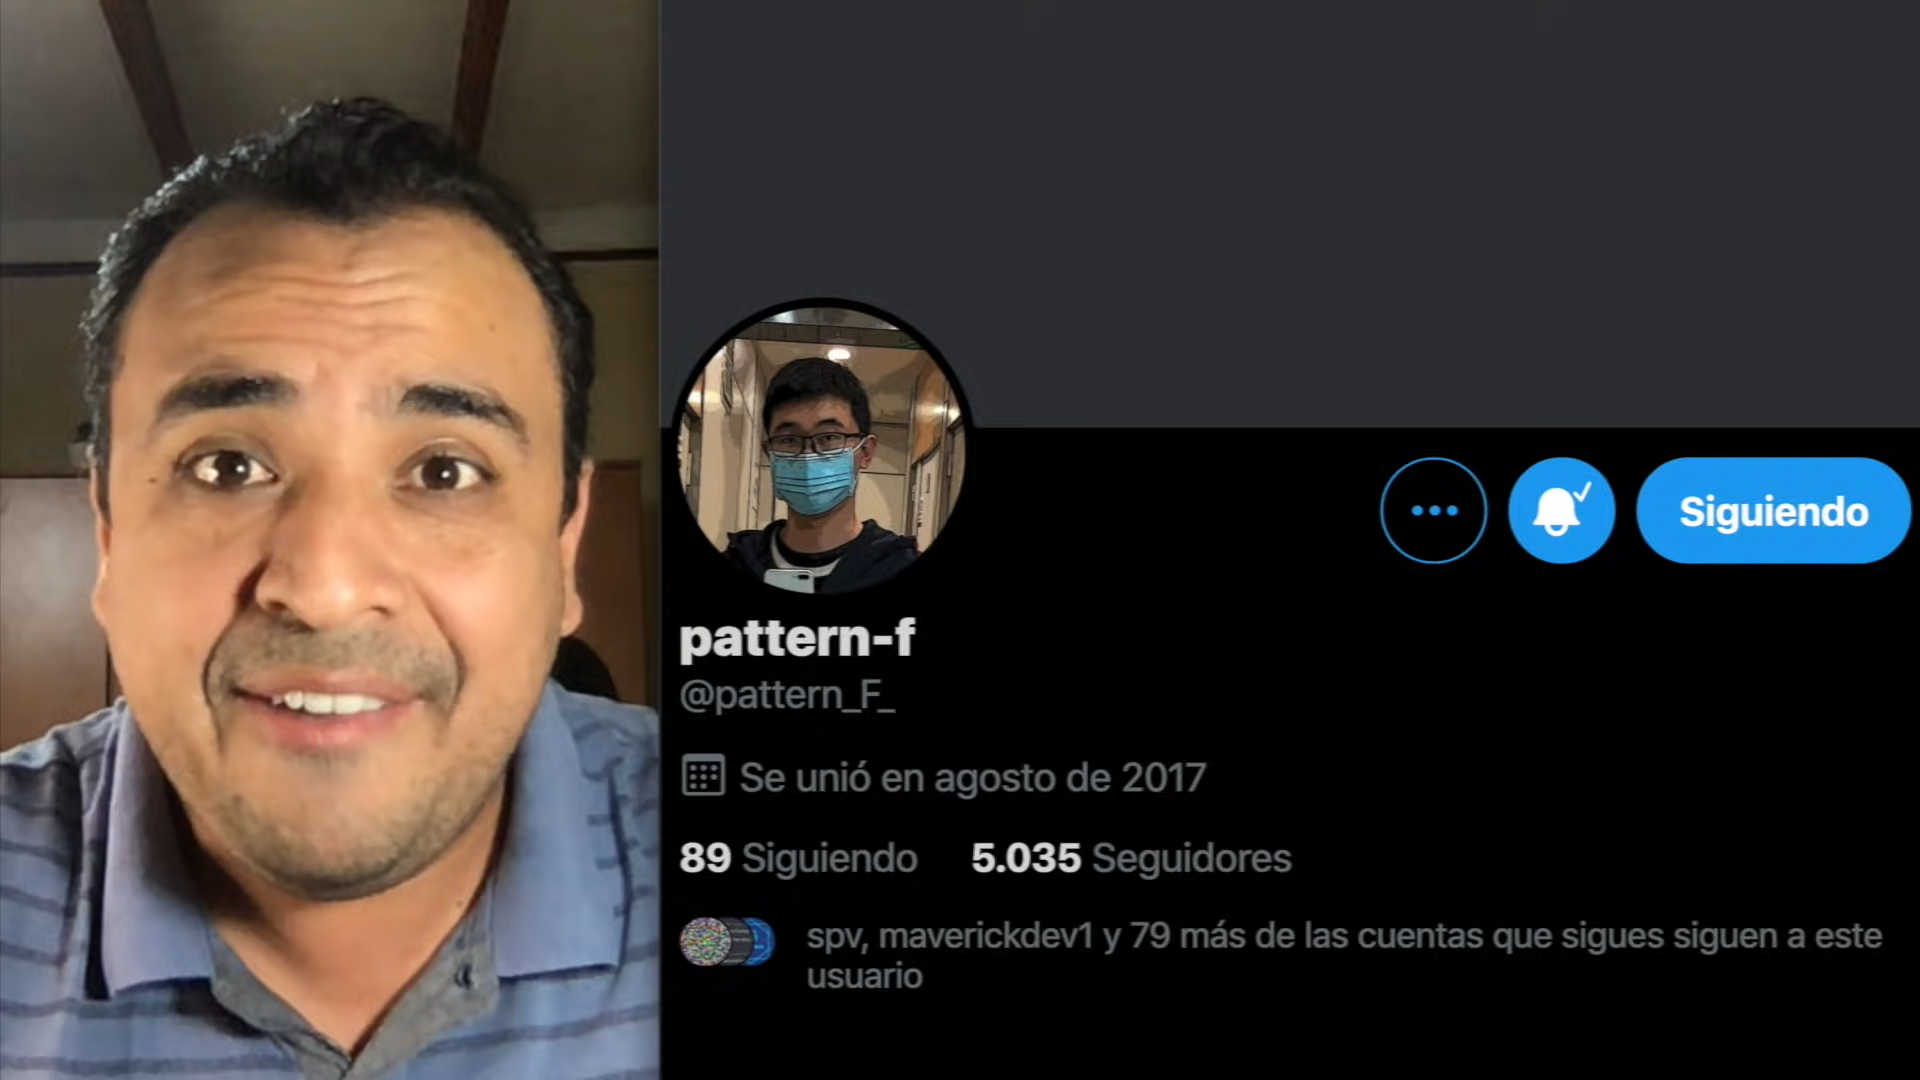 Siguiendo
pattern-f
@pattern_F_
Se unió en agosto de 2017
89 Siguiendo 5.035 Seguidores
spv, maverickdev1 y 79 más de las cuentas que sigues siguen a este
usuario